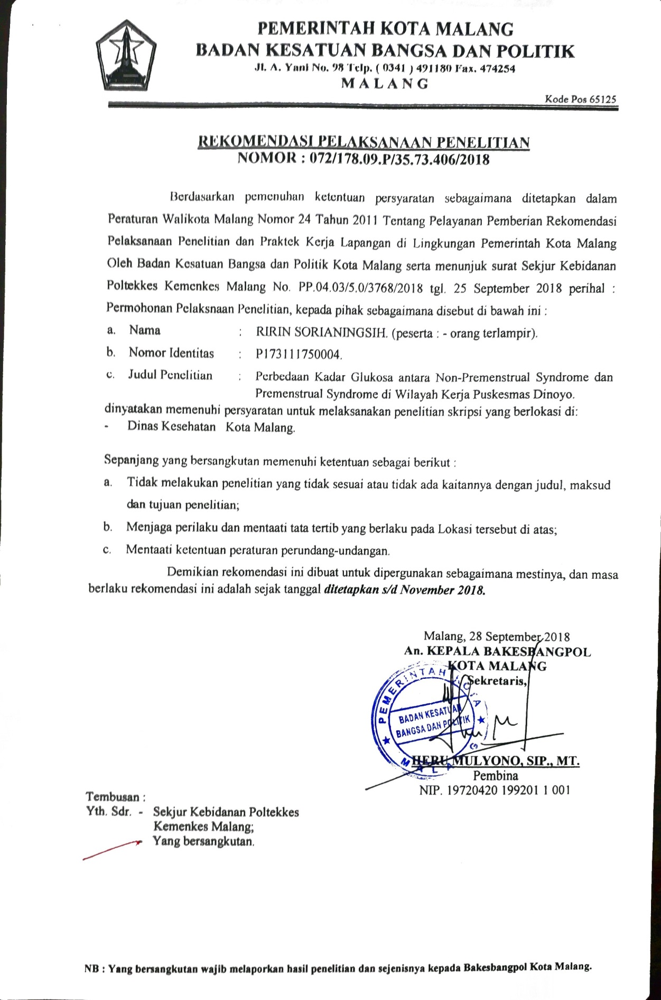 PEMERINTAH KOTA MALANG
BADAN KESATUAN BANGSA DAN POLITIK
Jl. A. Yani No. 98 Telp. ( 0341 ) 491180 Fax. 474254
M A L A N G
Kode Pos 65125
REKOMENDASI PELAKSANAAN PENELITIAN
NOMOR : 072/178.09.P/35.73.406/2018
Berdasarkan pemenuhan ketentuan persyaratan sebagaimana ditetapkan dalam
Peraturan Walikota Malang Nomor 24 Tahun 2011 Tentang Pelayanan Pemberian Rekomendasi
Pelaksanaan Penelitian dan Praktek Kerja Lapangan di Lingkungan Pemerintah Kota Malang
Oleh Badan Kesatuan Bangsa dan Politik Kota Malang serta menunjuk surat Sekjur Kebidanan
Poltekkes Kemenkes Malang No. PP.04.03/5.0/3768/2018 tgl. 25 September 2018 perihal :
Permohonan Pelaksnaan Penelitian, kepada pihak sebagaimana disebut di bawah ini :
a. Nama : RIRIN SORIANINGSIH. (peserta : - orang terlampir).
b. Nomor Identitas : P173111750004.
c. Judul Penelitian : Perbedaan Kadar Glukosa antara Non-Premenstrual Syndrome dan
Premenstrual Syndrome di Wilayah Kerja Puskesmas Dinoyo.
dinyatakan memenuhi persyaratan untuk melaksanakan penelitian skripsi yang berlokasi di:
- Dinas Kesehatan Kota Malang.
Sepanjang yang bersangkutan memenuhi ketentuan sebagai berikut :
a. Tidak melakukan penelitian yang tidak sesuai atau tidak ada kaitannya dengan judul, maksud
dan tujuan penelitian;
b. Menjaga perilaku dan mentaati tata tertib yang berlaku pada Lokasi tersebut di atas;
c. Mentaati ketentuan peraturan perundang-undangan.
Demikian rekomendasi ini dibuat untuk dipergunakan sebagaimana mestinya, dan masa
berlaku rekomendasi ini adalah sejak tanggal ditetapkan s/d November 2018.
Malang, 28 September 2018
An. KEPALA BAKESBANGPOL
KOTA MALANG
Sekretaris,
PEMERINTAH KOTA
BADAN KESATUAN
BANGSA DAN POLITIK
MALANG
HERU MULYONO, SIP., MT.
Pembina
NIP. 19720420 199201 1 001
Tembusan :
Yth. Sdr. - Sekjur Kebidanan Poltekkes
Kemenkes Malang;
- Yang bersangkutan.
NB : Yang bersangkutan wajib melaporkan hasil penelitian dan sejenisnya kepada Bakesbangpol Kota Malang.